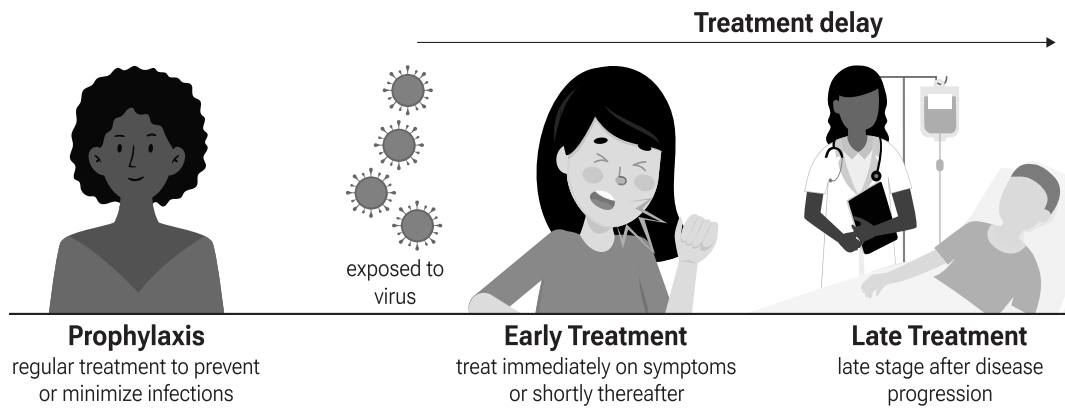 Treatment delay
exposed to
virus
Prophylaxis
regular treatment to prevent
or minimize infections
Early Treatment
treat immediately on symptoms
or shortly thereafter
Late Treatment
late stage after disease
progression